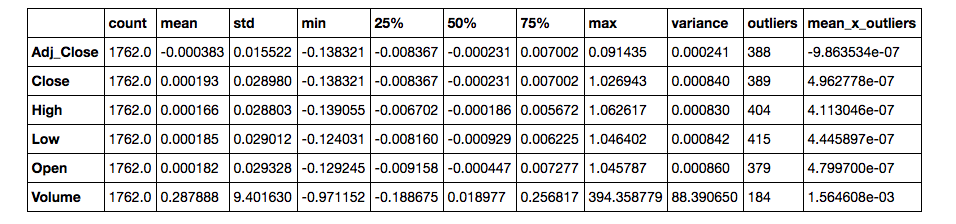 count mean std min 25% 50% 75% max variance outliers mean_x_outliers
Adj_Close 1762.0 -0.000383 0.015522 -0.138321 -0.008367 -0.000231 0.007002 0.091435 0.000241 388 -9.863534e-07
Close 1762.0 0.000193 0.028980 -0.138321 -0.008367 -0.000231 0.007002 1.026943 0.000840 389 4.962778e-07
High 1762.0 0.000166 0.028803 -0.139055 -0.006702 -0.000186 0.005672 1.062617 0.000830 404 4.113046e-07
Low 1762.0 0.000185 0.029012 -0.124031 -0.008160 -0.000929 0.006225 1.046402 0.000842 415 4.445897e-07
Open 1762.0 0.000182 0.029328 -0.129245 -0.009158 -0.000447 0.007277 1.045787 0.000860 379 4.799700e-07
Volume 1762.0 0.287888 9.401630 -0.971152 -0.188675 0.018977 0.256817 394.358779 88.390650 184 1.564608e-03